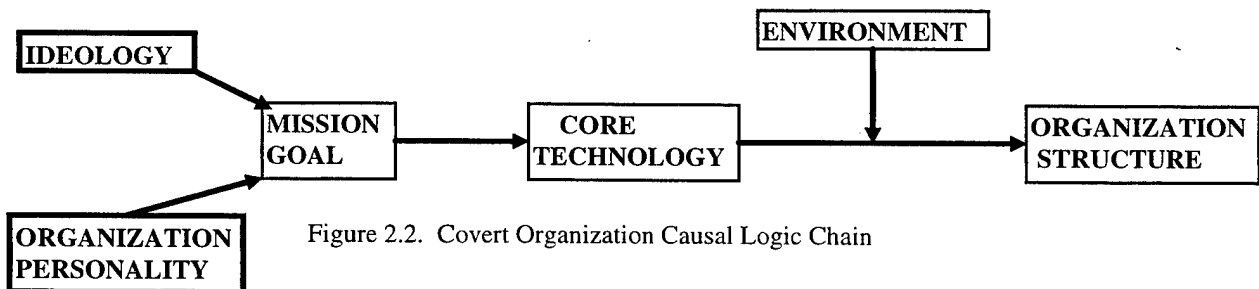 IDEOLOGY
ENVIRONMENT
MISSION
GOAL
CORE
TECHNOLOGY
ORGANIZATION
STRUCTURE
ORGANIZATION
PERSONALITY
Figure 2.2. Covert Organization Causal Logic Chain